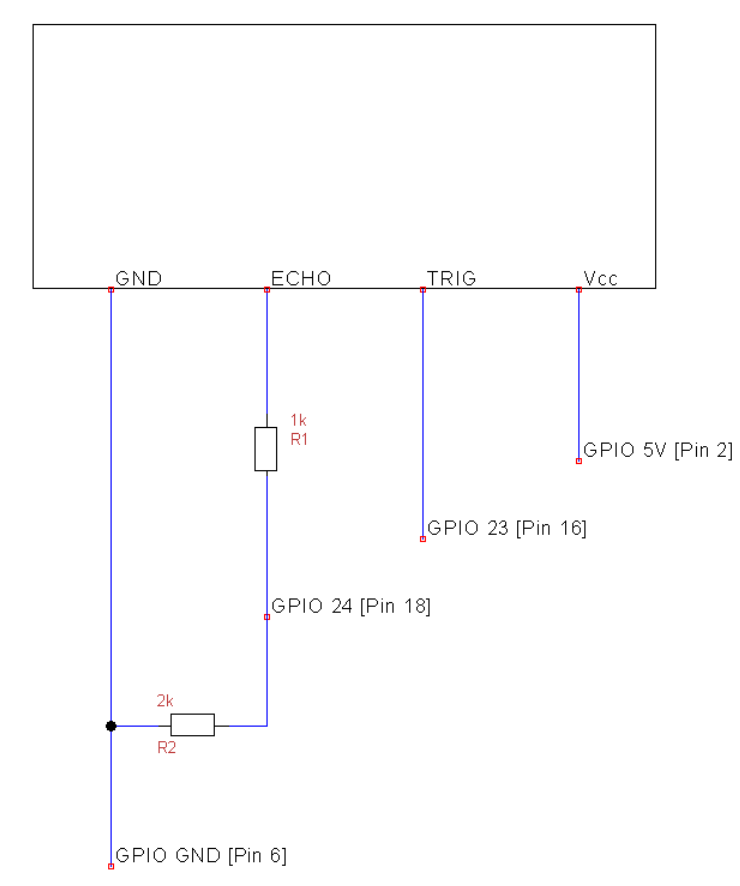 GND
ECHO
TRIG
Vcc
1k
R1
GPIO 5V [Pin 2]
GPIO 23 [Pin 16]
GPIO 24 [Pin 18]
2k
R2
GPIO GND [Pin 6]